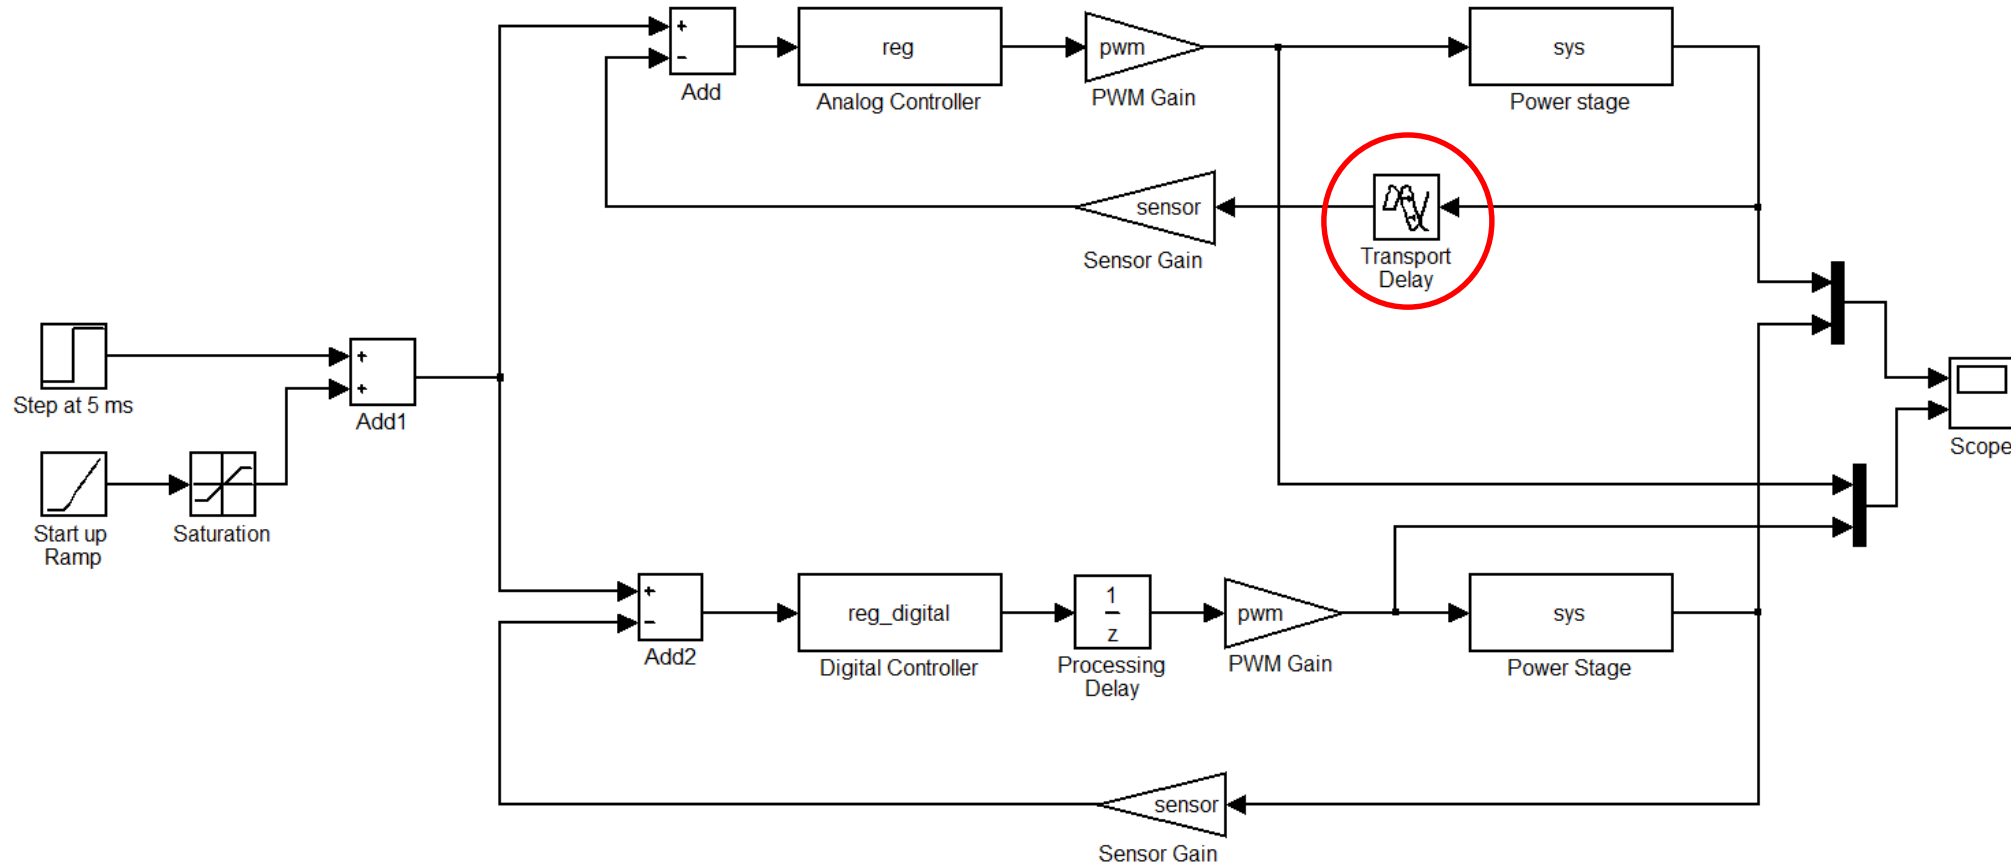 +
−
Add
reg
Analog Controller
pwm
PWM Gain
sys
Power stage
sensor
Sensor Gain
Transport
Delay
Step at 5 ms
+
+
Add1
Start up
Ramp
Saturation
Scope
+
−
Add2
reg_digital
Digital Controller
1
z
Processing
Delay
pwm
PWM Gain
sys
Power Stage
sensor
Sensor Gain